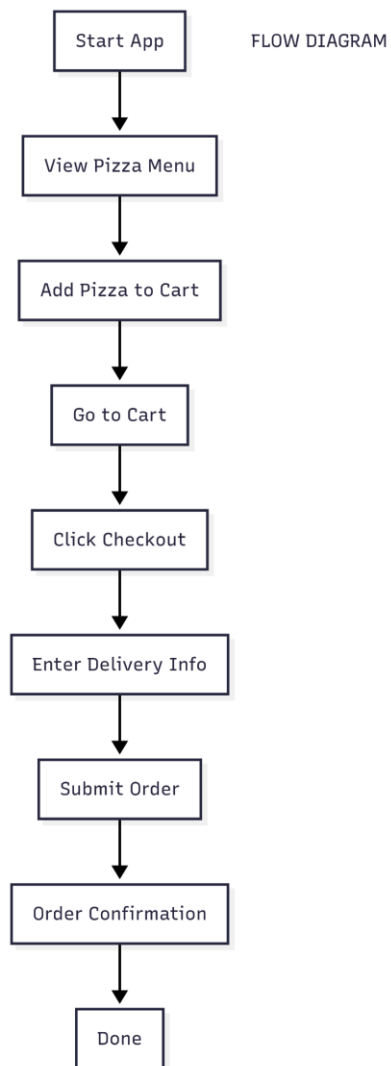 Start App
FLOW DIAGRAM
View Pizza Menu
Add Pizza to Cart
Go to Cart
Click Checkout
Enter Delivery Info
Submit Order
Order Confirmation
Done